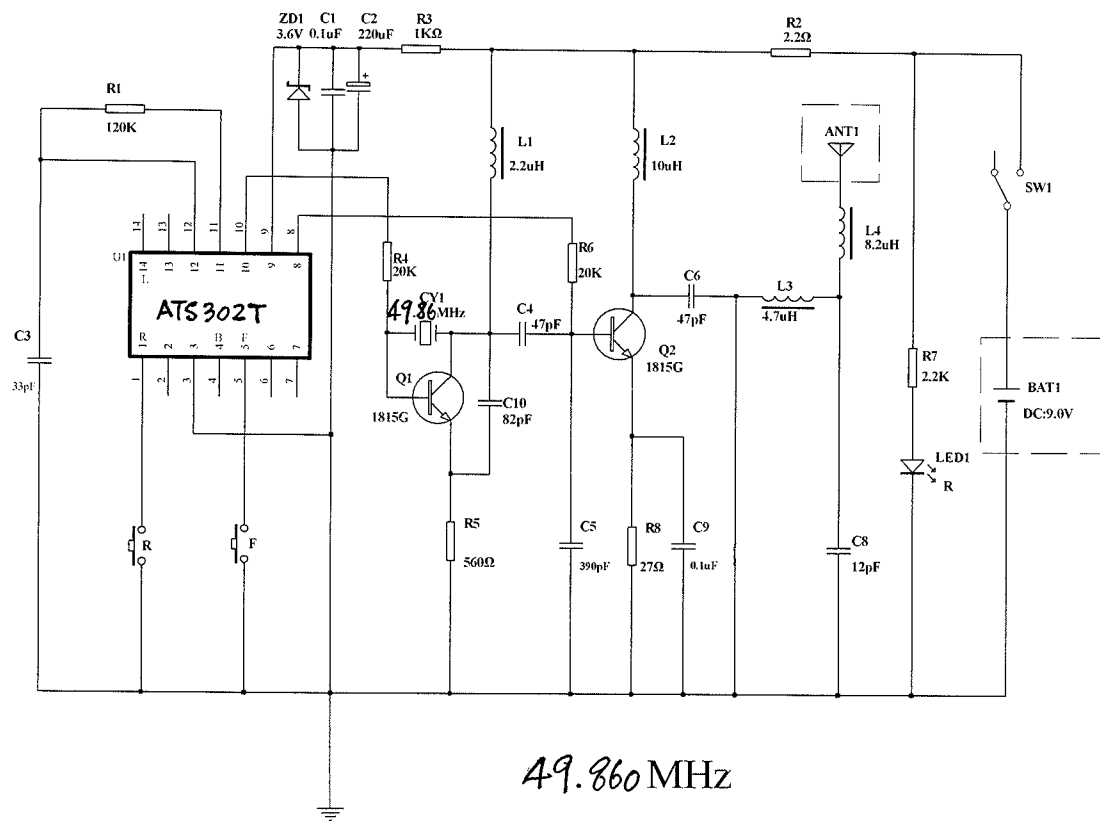 ZD1 C1 C2 R3 R2
3.6V 0.1uF 220uF 1KΩ 2.2Ω
+
R1
120K
ANT1
L1
2.2uH
L2
10uH
SW1
L4
8.2uH
14 13 12 11 10 9 8
U1
14 13 12 11 10 9 8
L
ATS302T
R B F
1 2 3 4 5 6 7
1 2 3 4 5 6 7
R4
20K
R6
20K
CY1
49.86 MHz
C4
47pF
C6
47pF
L3
4.7uH
C3
33pF
Q1
1815G
Q2
1815G
C10
82pF
R7
2.2K
BAT1
DC:9.0V
LED1
R
R
F
R5
560Ω
C5
390pF
R8
27Ω
C9
0.1uF
C8
12pF
49.860 MHz